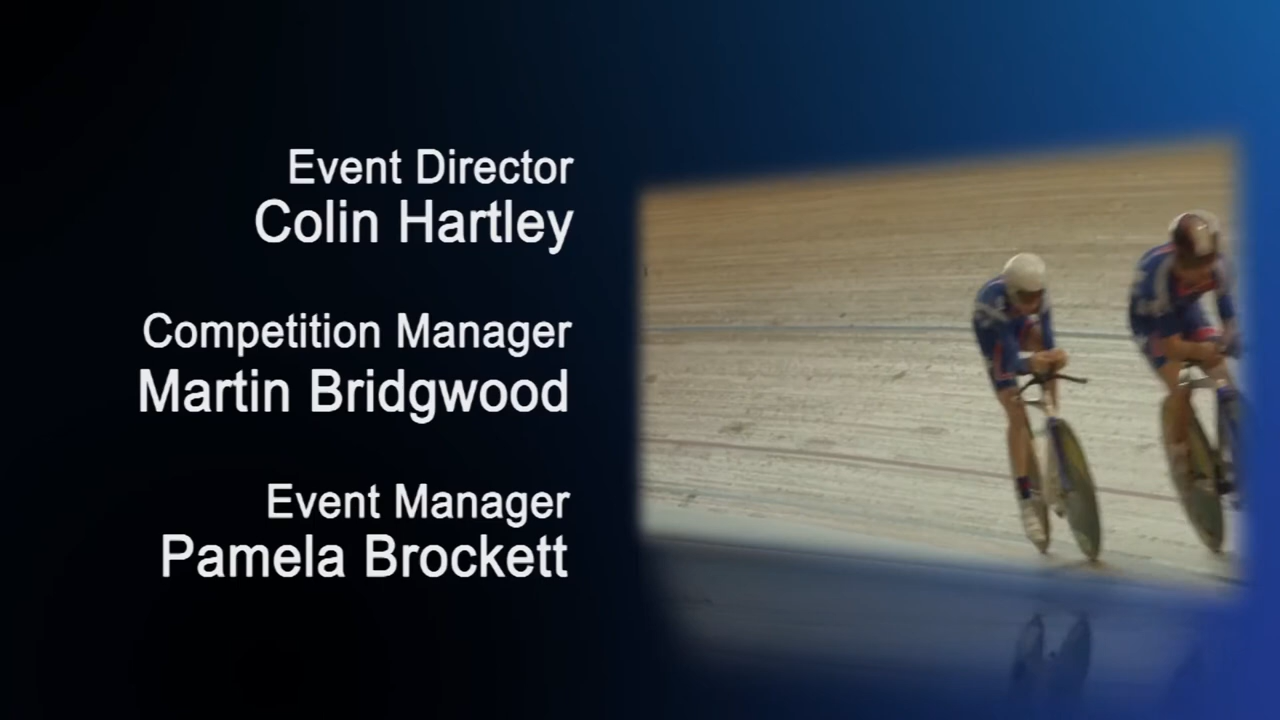 Event Director
Colin Hartley
Competition Manager
Martin Bridgwood
Event Manager
Pamela Brockett